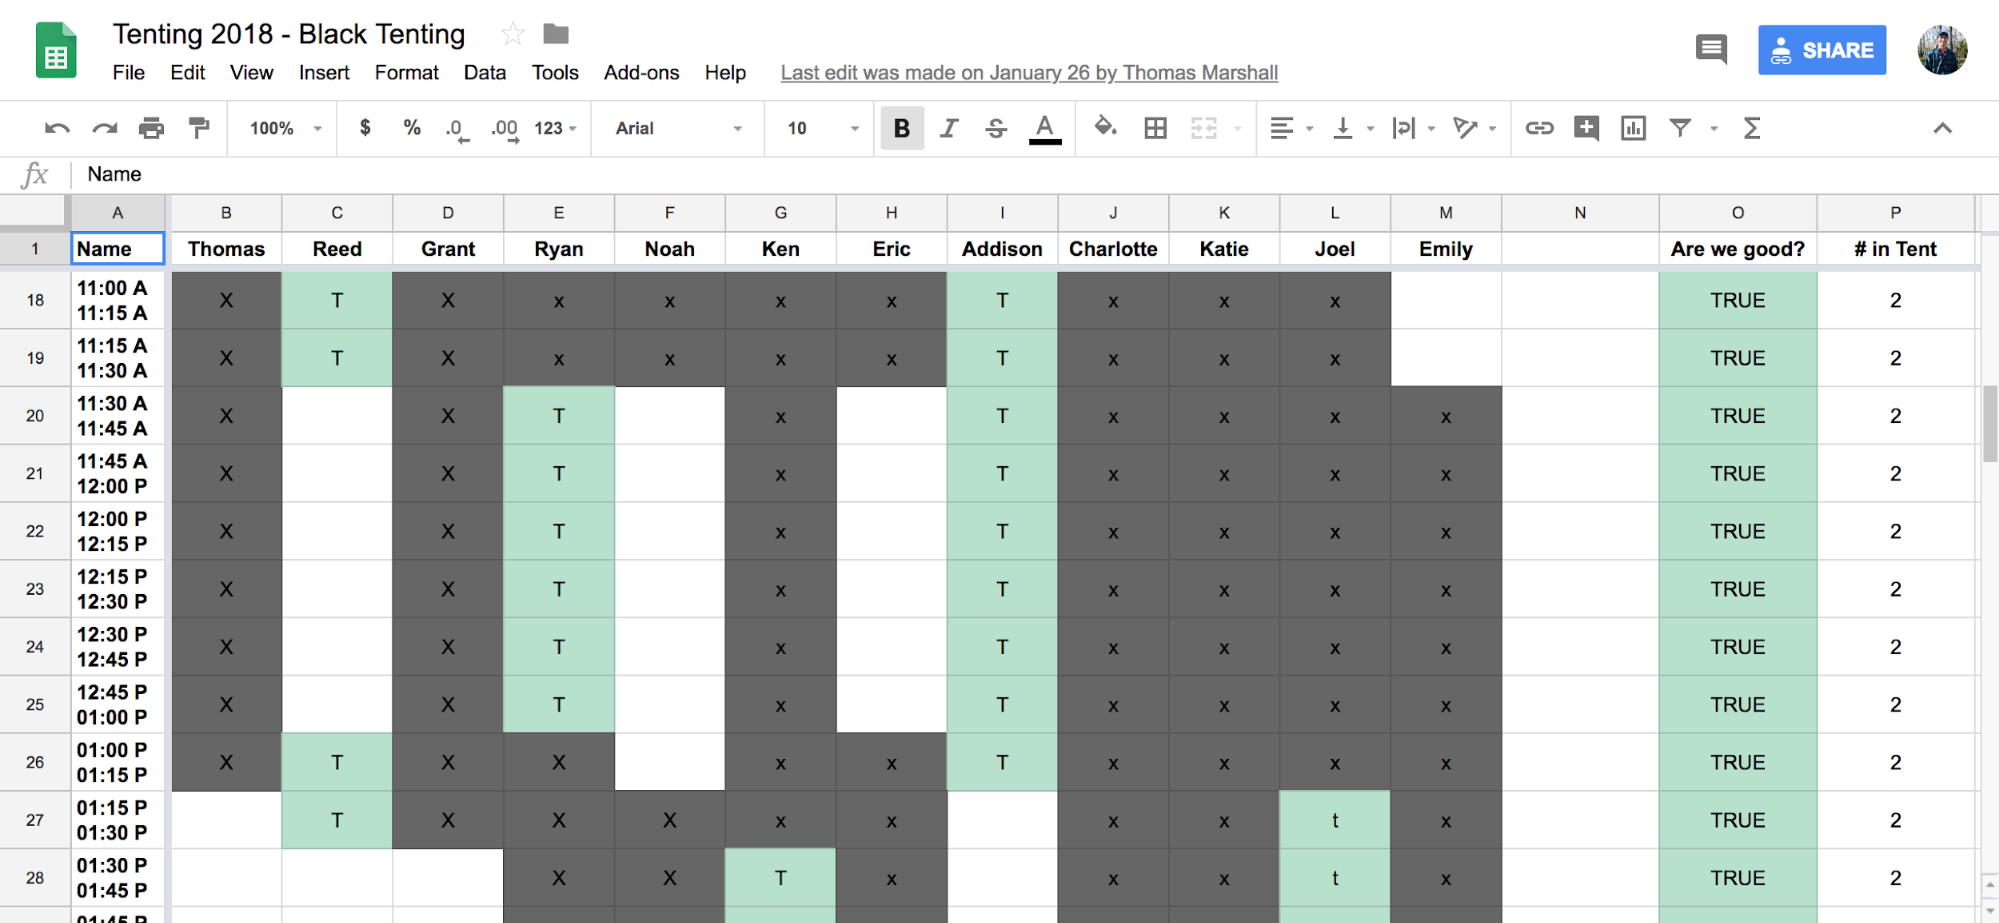 Tenting 2018 - Black Tenting
File Edit View Insert Format Data Tools Add-ons Help Last edit was made on January 26 by Thomas Marshall
SHARE
100% $ % .0 .00 123 Arial 10 B I S A
fx Name
A B C D E F G H I J K L M N O P
1 Name Thomas Reed Grant Ryan Noah Ken Eric Addison Charlotte Katie Joel Emily Are we good? # in Tent
18 11:00 A 11:15 A X T X x x x x T x x x TRUE 2
19 11:15 A 11:30 A X T X x x x x T x x x TRUE 2
20 11:30 A 11:45 A X X T x T x x x x TRUE 2
21 11:45 A 12:00 P X X T x T x x x x TRUE 2
22 12:00 P 12:15 P X X T x T x x x x TRUE 2
23 12:15 P 12:30 P X X T x T x x x x TRUE 2
24 12:30 P 12:45 P X X T x T x x x x TRUE 2
25 12:45 P 01:00 P X X T x T x x x x TRUE 2
26 01:00 P 01:15 P X T X X x x T x x x x TRUE 2
27 01:15 P 01:30 P T X X X x x x x t x TRUE 2
28 01:30 P 01:45 P X X T x x x t x TRUE 2
01:45 P